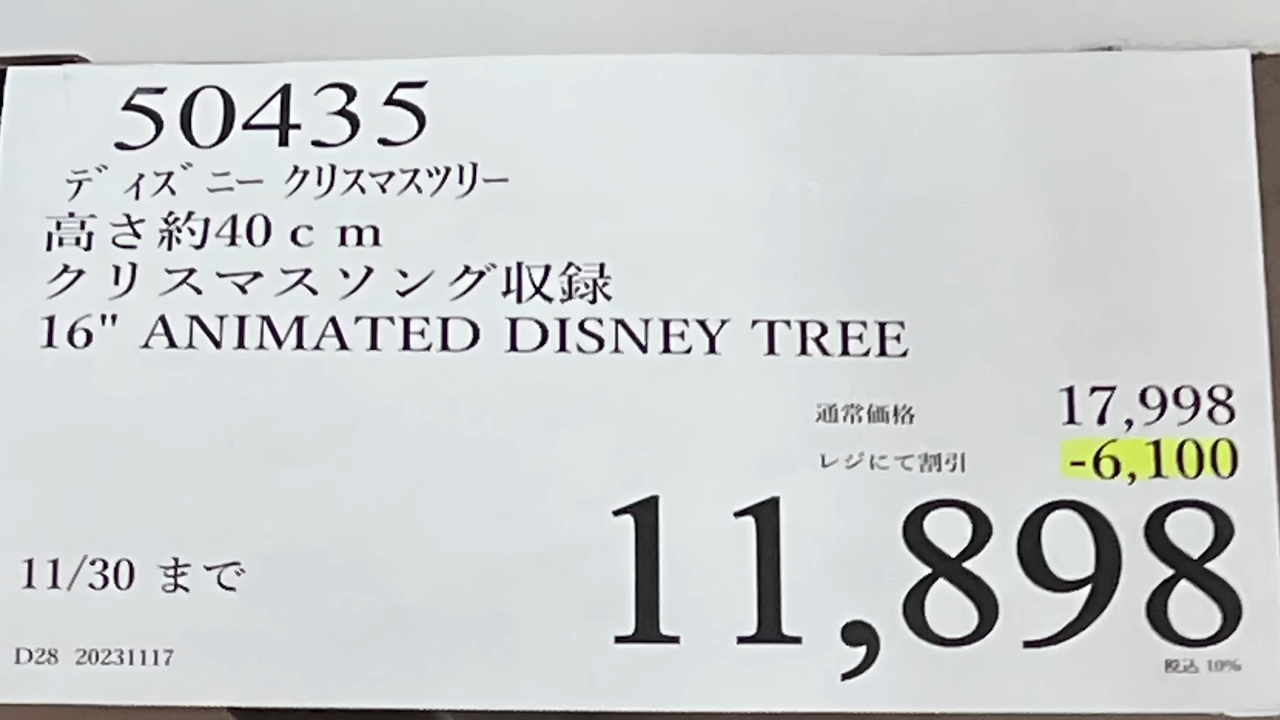 50435
ディズニー クリスマスツリー
高さ約40ｃｍ
クリスマスソング収録
16" ANIMATED DISNEY TREE
通常価格 17,998
レジにて割引 -6,100
11,898
11/30 まで
税込 10%
D28 20231117